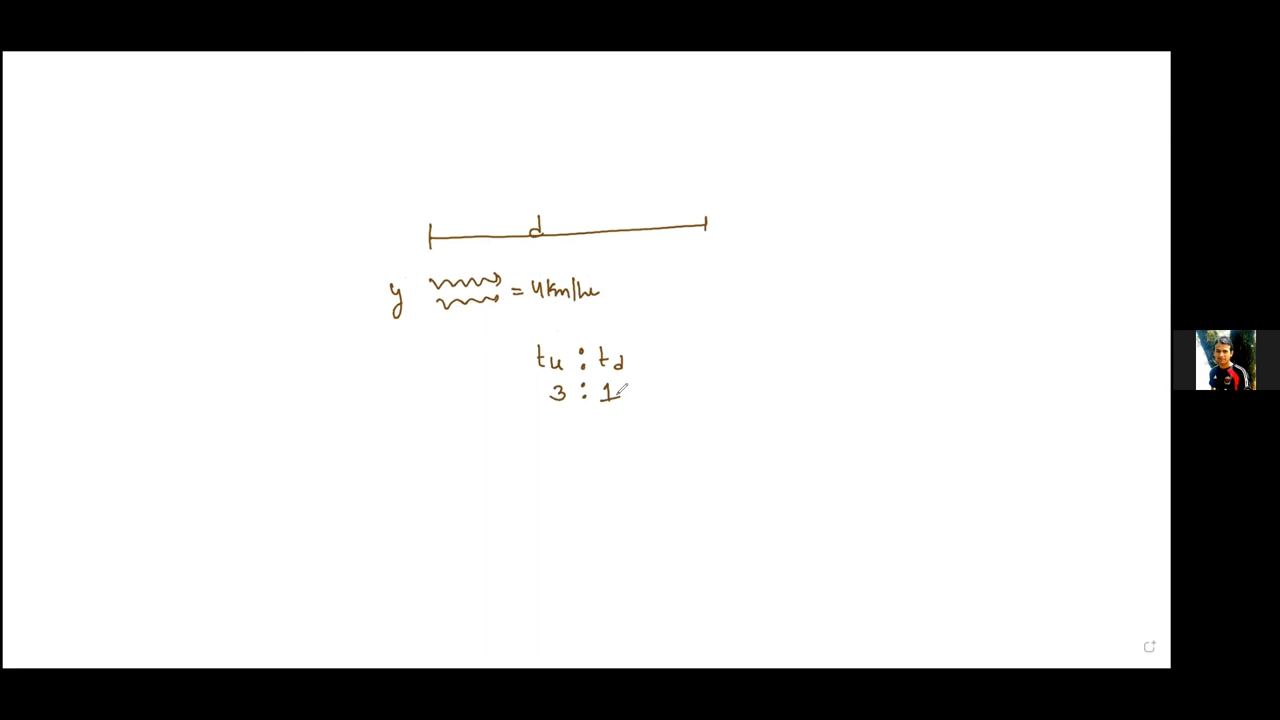 d
y = 4km/hr
tu : td
3 : 1